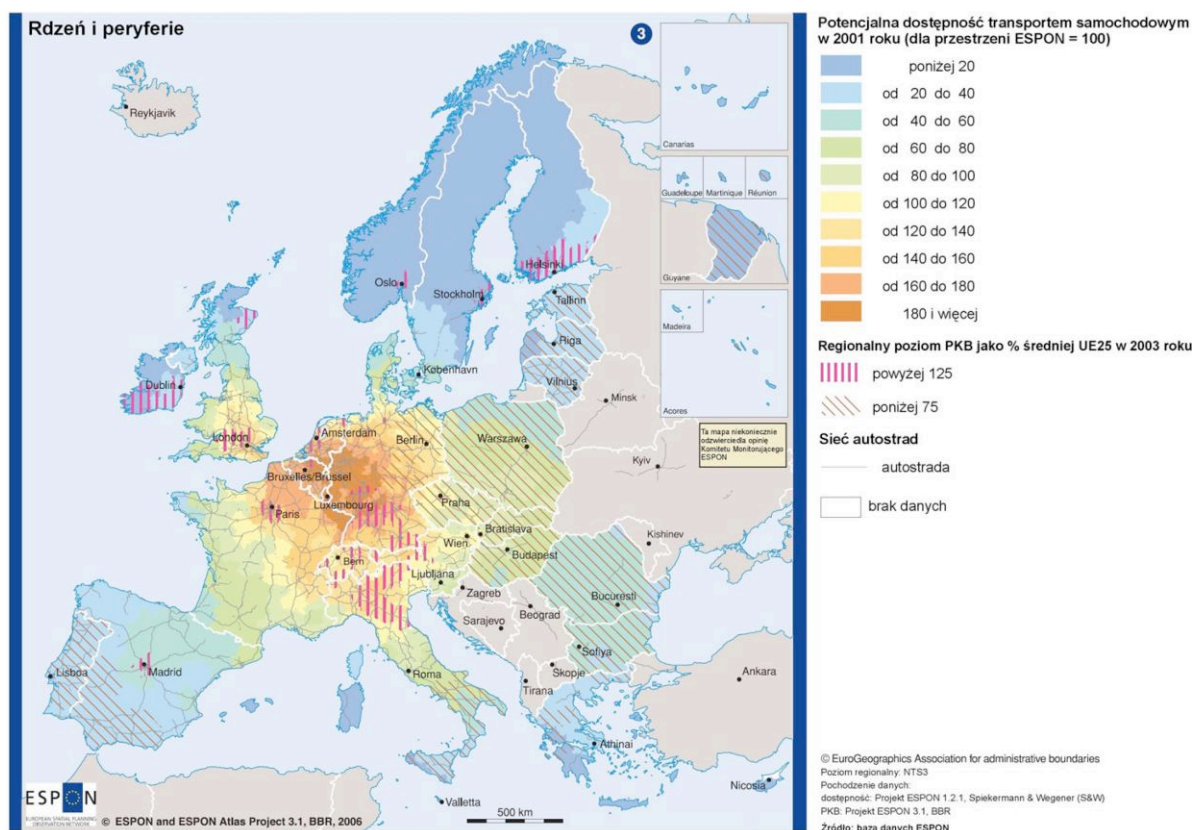 Rdzeń i peryferie
3
Reykjavik
Canarias
Guadeloupe Martinique Réunion
Guyane
Madeira
Acores
Helsinki
Oslo
Stockholm
Tallinn
Riga
Vilnius
København
Dublin
London
Amsterdam
Berlin
Warszawa
Minsk
Kyiv
Bruxelles/Brussel
Luxembourg
Paris
Praha
Bratislava
Wien
Budapest
Kishinev
Bern
Ljubljana
Zagreb
Bucuresti
Beograd
Sarajevo
Sofiya
Skopje
Tirana
Ankara
Roma
Madrid
Lisboa
Athinai
Valletta
Nicosia
Ta mapa niekoniecznie
odzwierciedla opinię
Komitetu Monitorującego
ESPON
500 km
ESPON
EUROPEAN SPATIAL PLANNING
OBSERVATION NETWORK
© ESPON and ESPON Atlas Project 3.1, BBR, 2006
Potencjalna dostępność transportem samochodowym
w 2001 roku (dla przestrzeni ESPON = 100)
poniżej 20
od 20 do 40
od 40 do 60
od 60 do 80
od 80 do 100
od 100 do 120
od 120 do 140
od 140 do 160
od 160 do 180
180 i więcej
Regionalny poziom PKB jako % średniej UE25 w 2003 roku
powyżej 125
poniżej 75
Sieć autostrad
autostrada
brak danych
© EuroGeographics Association for administrative boundaries
Poziom regionalny: NTS3
Pochodzenie danych:
dostępność: Projekt ESPON 1.2.1, Spiekermann & Wegener (S&W)
PKB: Projekt ESPON 3.1, BBR
Źródło: baza danych ESPON